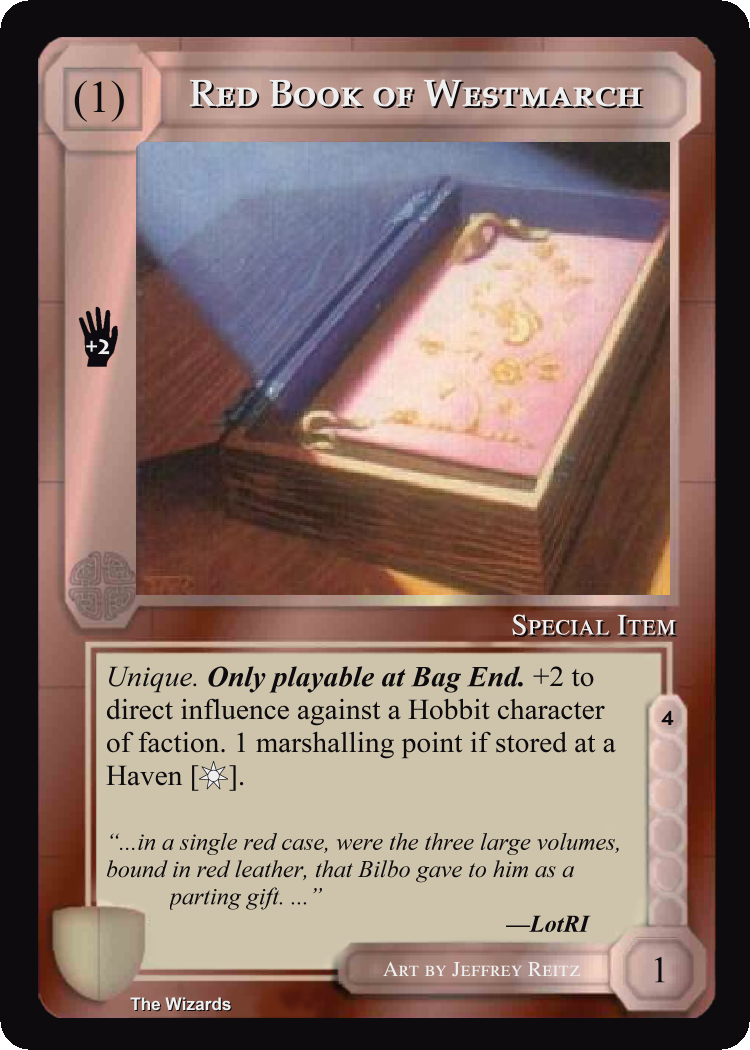 (1)
RED BOOK OF WESTMARCH
+2
SPECIAL ITEM
Unique. Only playable at Bag End. +2 to
direct influence against a Hobbit character
of faction. 1 marshalling point if stored at a
Haven [ ].
4
“...in a single red case, were the three large volumes,
bound in red leather, that Bilbo gave to him as a
parting gift. ...”
—LotRI
ART BY JEFFREY REITZ
1
The Wizards